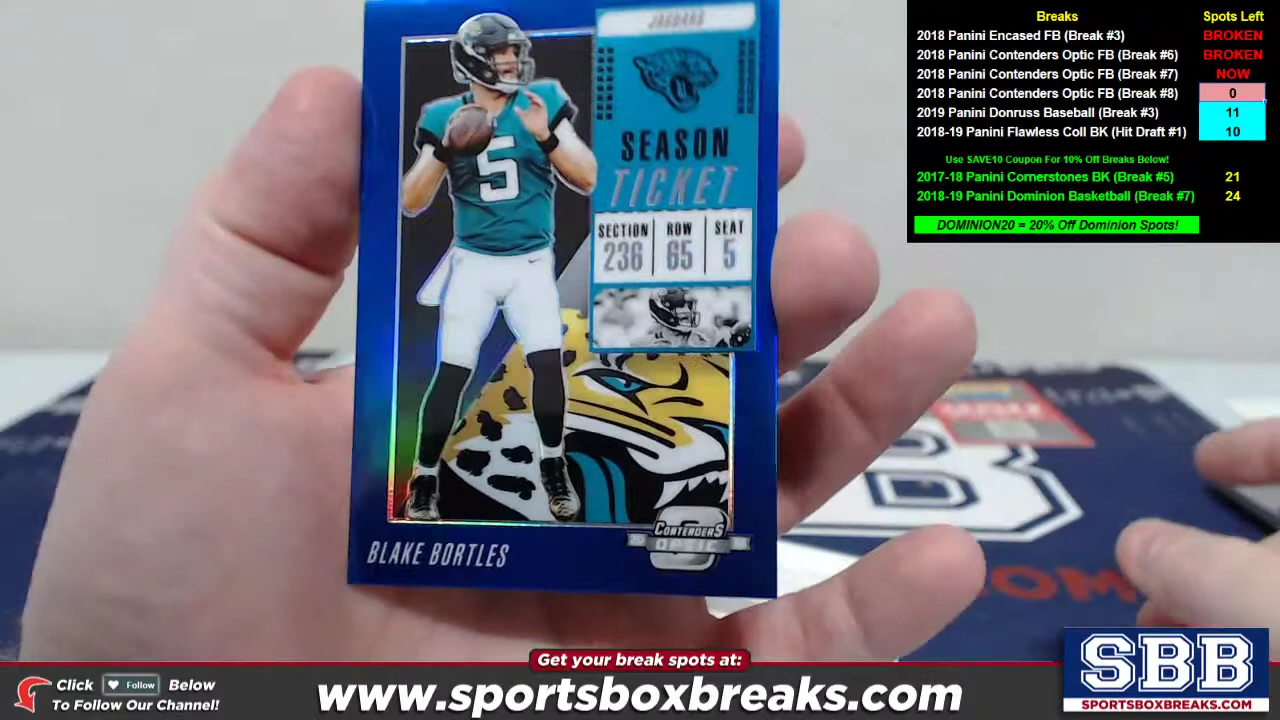 JAGUARS
5
SEASON
TICKET
SECTION ROW SEAT
236 65 5
CONTENDERS
20 OPTIC 18
BLAKE BORTLES
Breaks Spots Left
2018 Panini Encased FB (Break #3) BROKEN
2018 Panini Contenders Optic FB (Break #6) BROKEN
2018 Panini Contenders Optic FB (Break #7) NOW
2018 Panini Contenders Optic FB (Break #8) 0
2019 Panini Donruss Baseball (Break #3) 11
2018-19 Panini Flawless Coll BK (Hit Draft #1) 10
Use SAVE10 Coupon For 10% Off Breaks Below!
2017-18 Panini Cornerstones BK (Break #5) 21
2018-19 Panini Dominion Basketball (Break #7) 24
DOMINION20 = 20% Off Dominion Spots!
B
Get your break spots at:
Click Follow Below
To Follow Our Channel!
www.sportsboxbreaks.com
SBB
SPORTSBOXBREAKS.COM